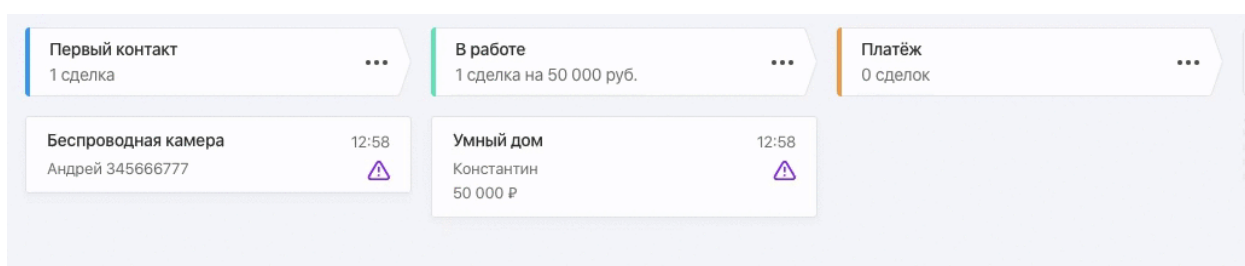 Первый контакт
1 сделка
В работе
1 сделка на 50 000 руб.
Платёж
0 сделок
Беспроводная камера 12:58
Андрей 345666777
Умный дом 12:58
Константин
50 000 ₽